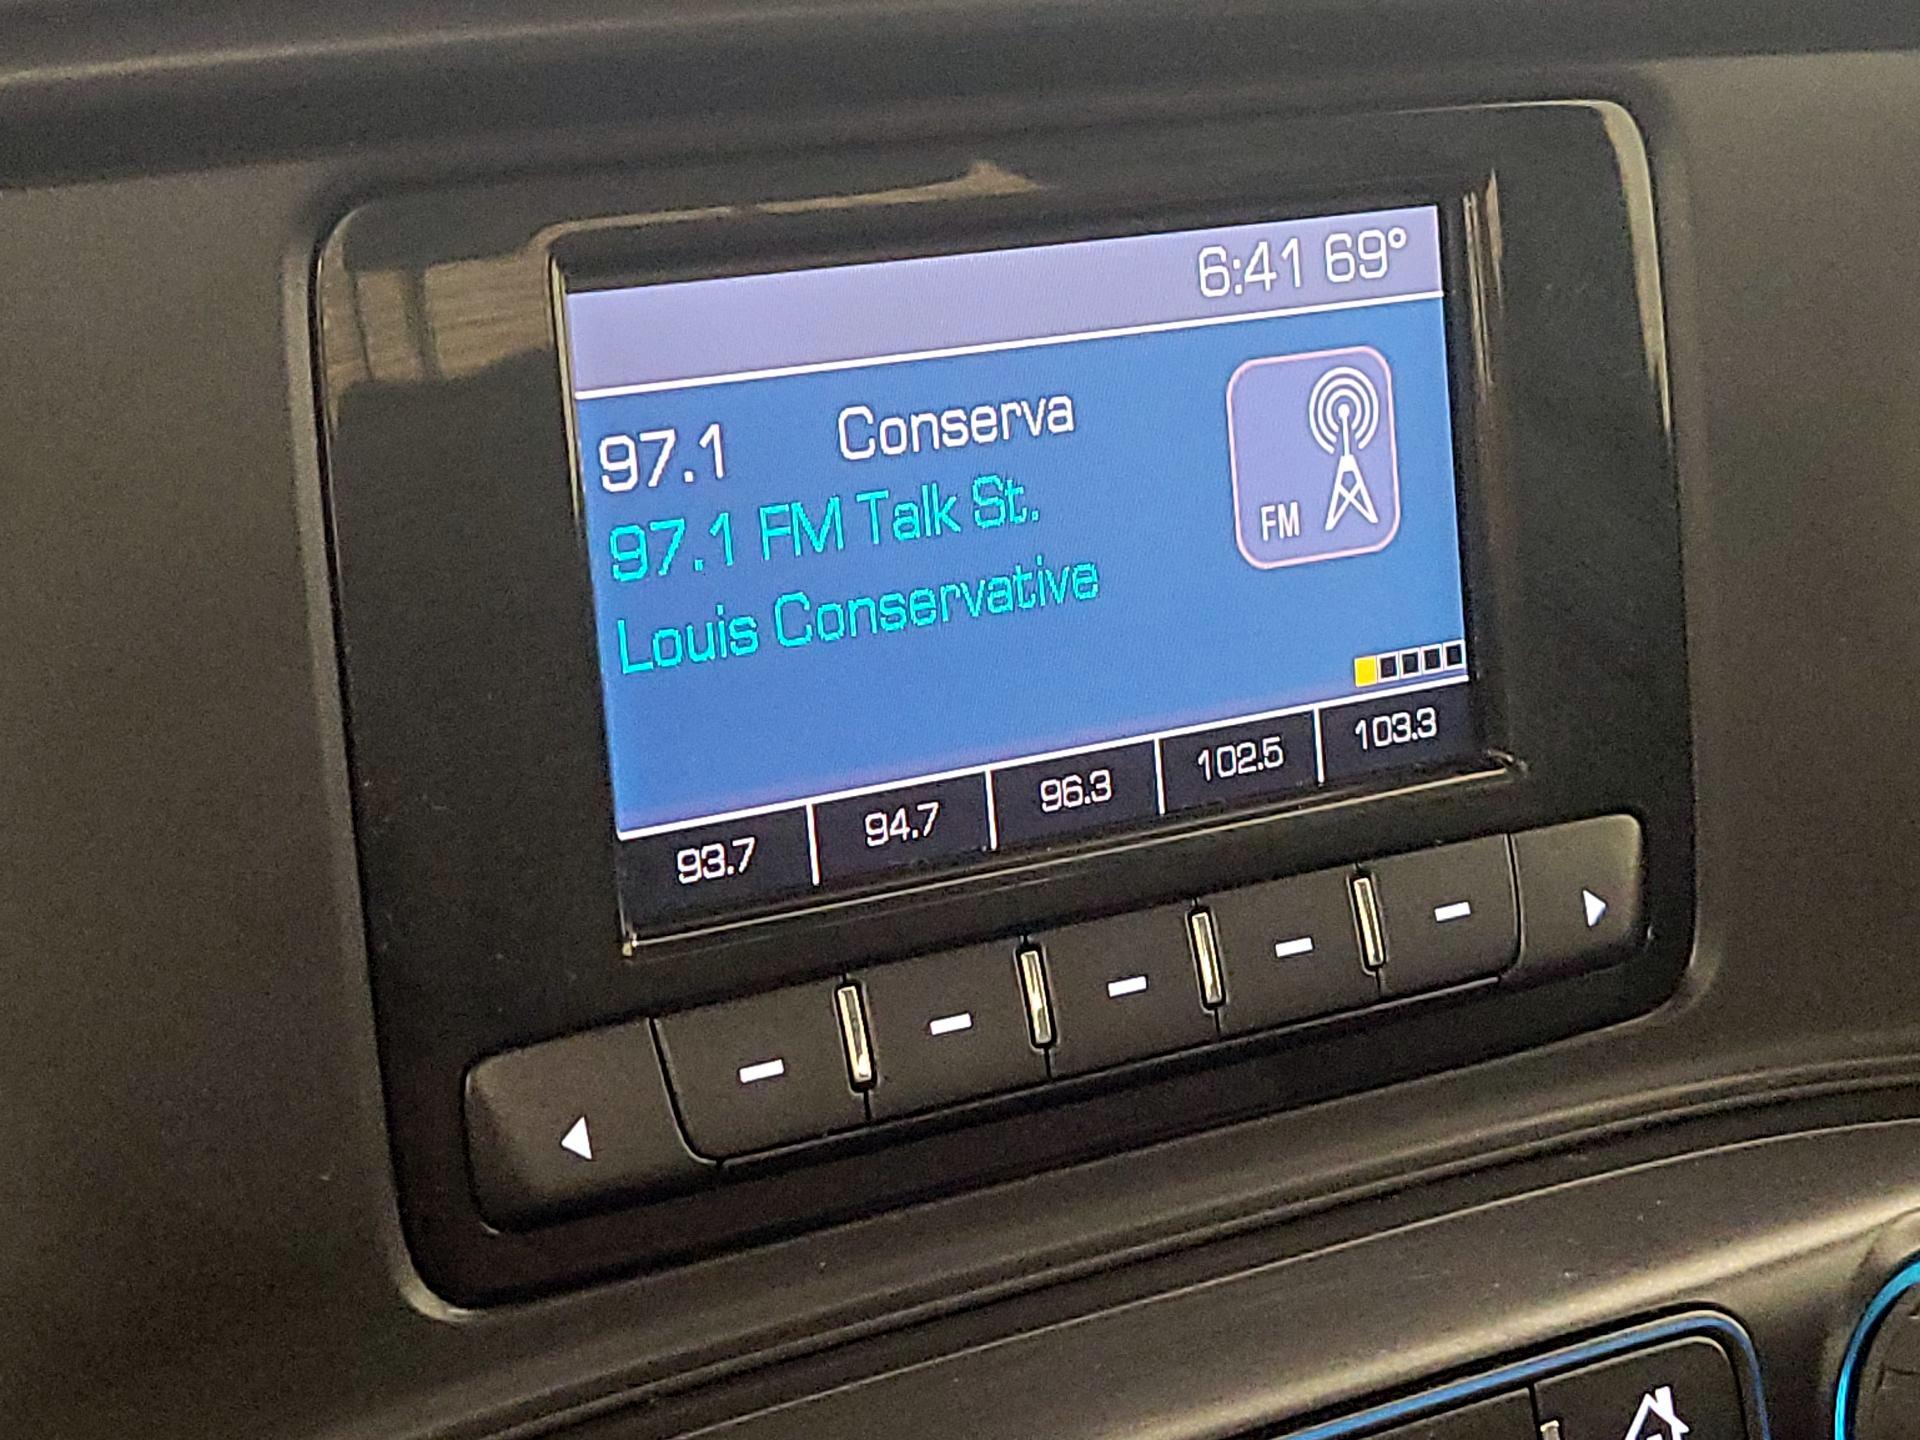 6:41 69°
97.1 Conserva
97.1 FM Talk St.
Louis Conservative
FM
93.7 94.7 96.3 102.5 103.3